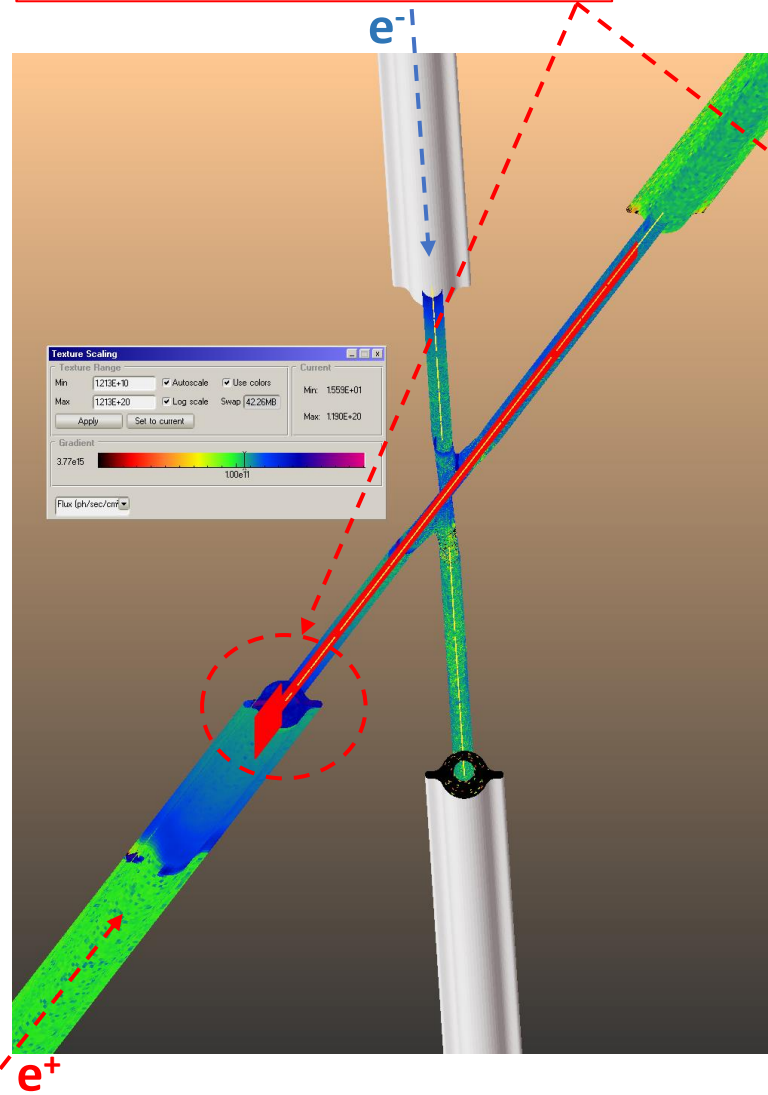 e-
Texture Scaling
Texture Range
Min 1.213E+10 Autoscale Use colors
Max 1.213E+20 Log scale Swap 42.26MB
Apply Set to current
Current
Min: 1.559E+01
Max: 1.190E+20
Gradient
3.77e15
1.00e11
Flux (ph/sec/cm²
e+